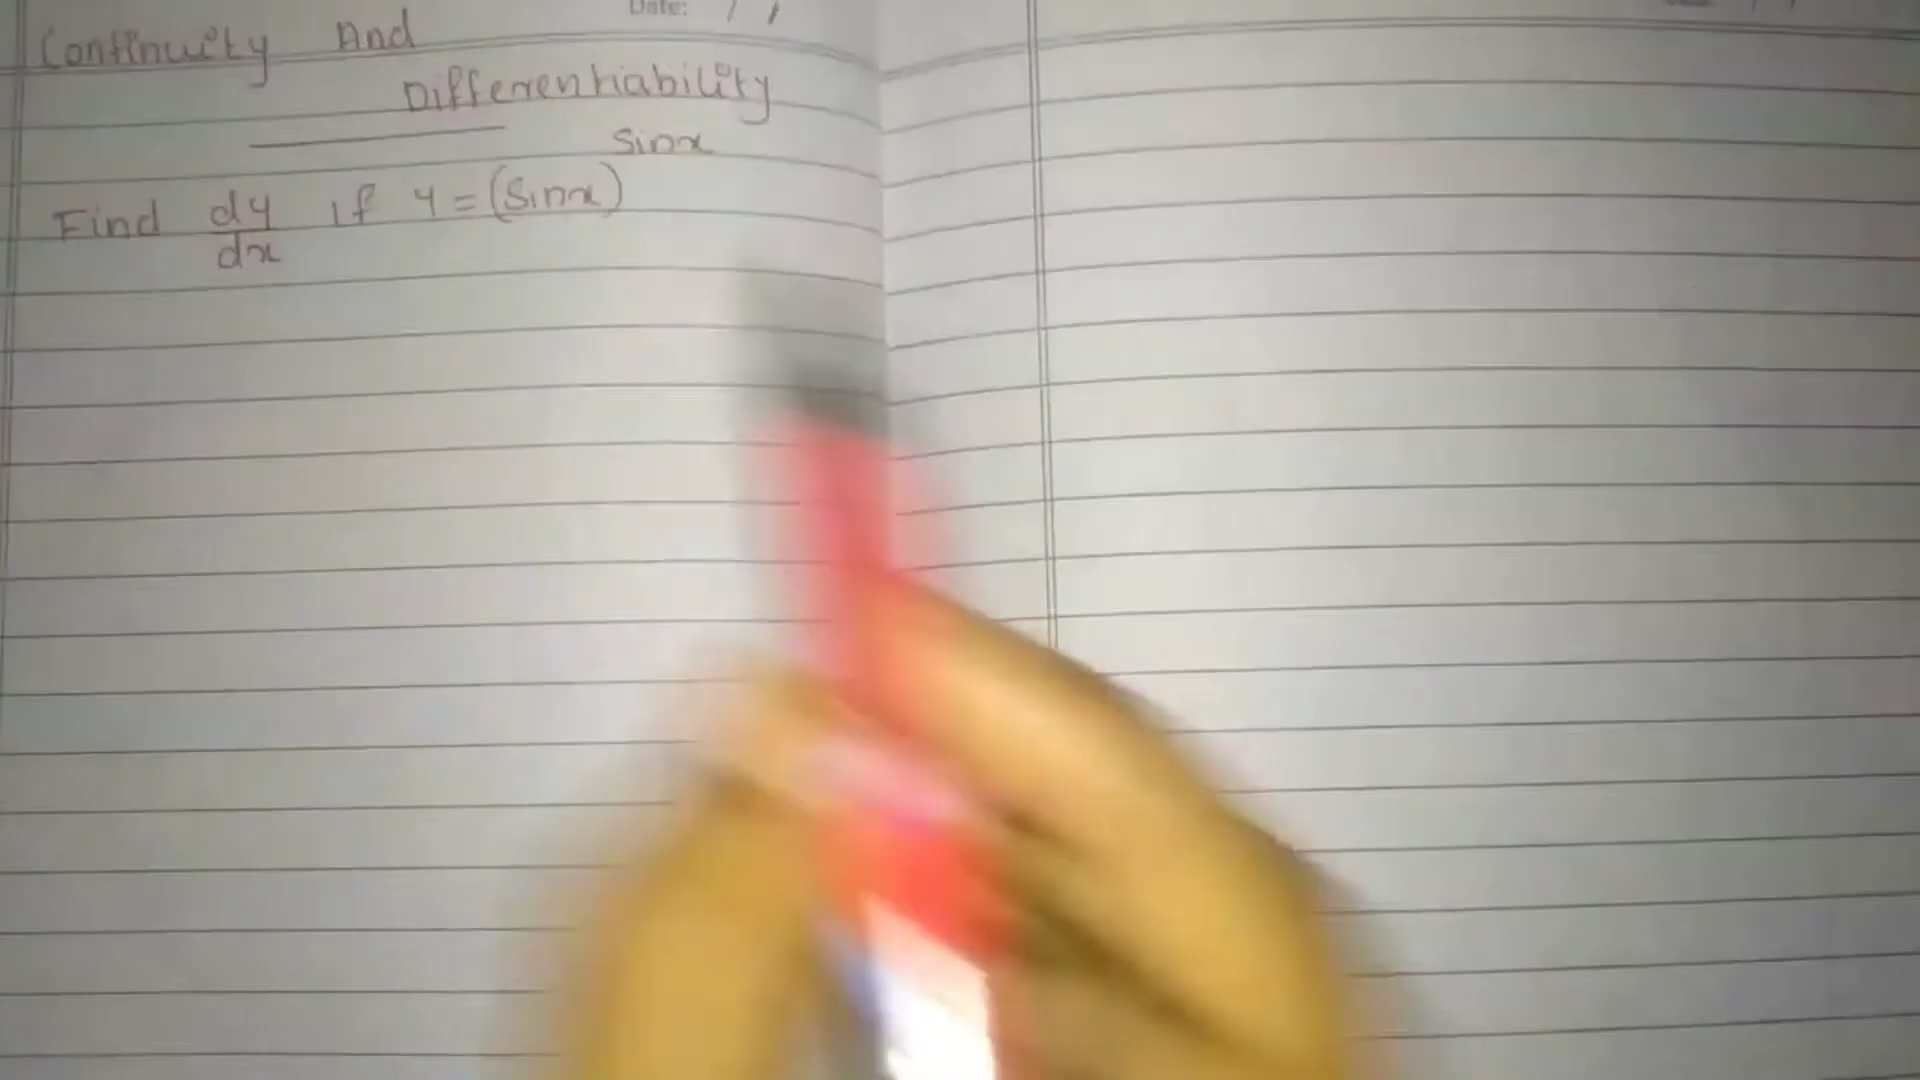 Date: / /
Continuity And
Differentiability
Find dy/dx if y = (Sinx)^Sinx